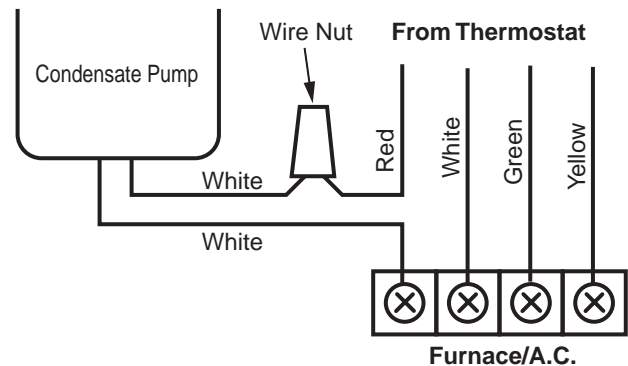 Wire Nut
From Thermostat
Condensate Pump
Red
White
Green
Yellow
White
White
Furnace/A.C.